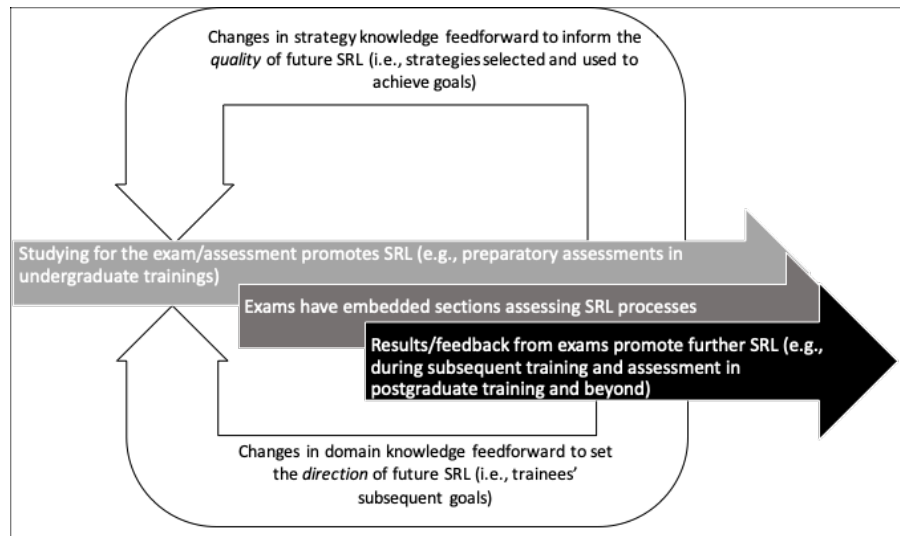 Changes in strategy knowledge feedforward to inform the
quality of future SRL (i.e., strategies selected and used to
achieve goals)
Studying for the exam/assessment promotes SRL (e.g., preparatory assessments in
undergraduate trainings)
Exams have embedded sections assessing SRL processes
Results/feedback from exams promote further SRL (e.g.,
during subsequent training and assessment in
postgraduate training and beyond)
Changes in domain knowledge feedforward to set
the direction of future SRL (i.e., trainees’
subsequent goals)